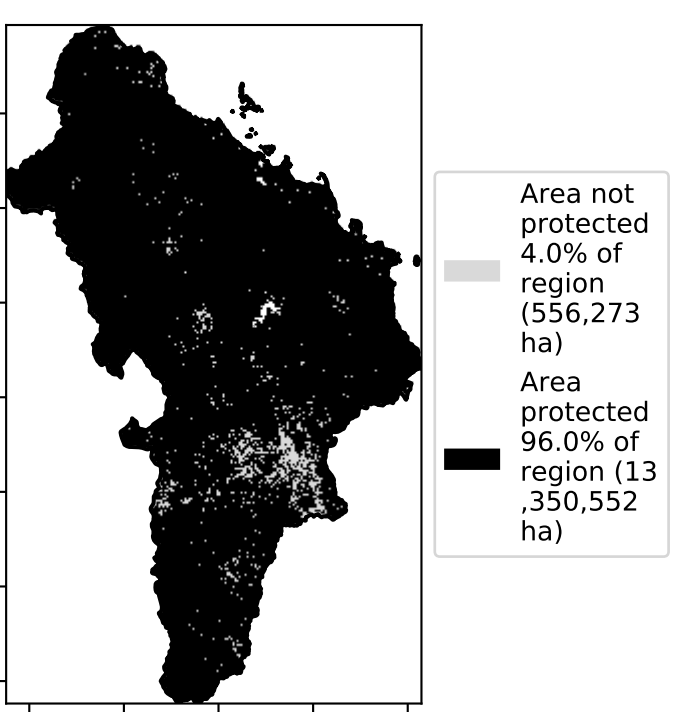 Area not
protected
4.0% of
region
(556,273
ha)
Area
protected
96.0% of
region (13
,350,552
ha)